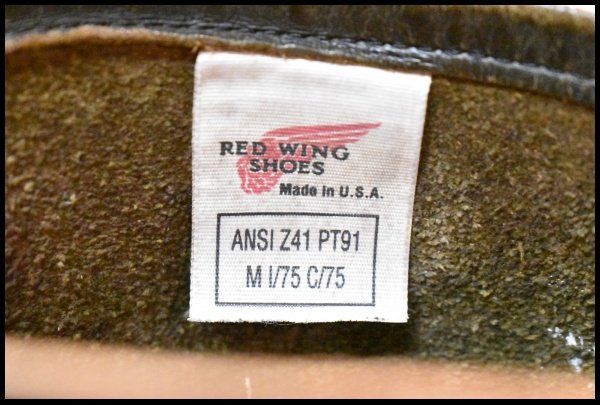 RED WING
SHOES
Made in U.S.A.
ANSI Z41 PT91
M I/75 C/75